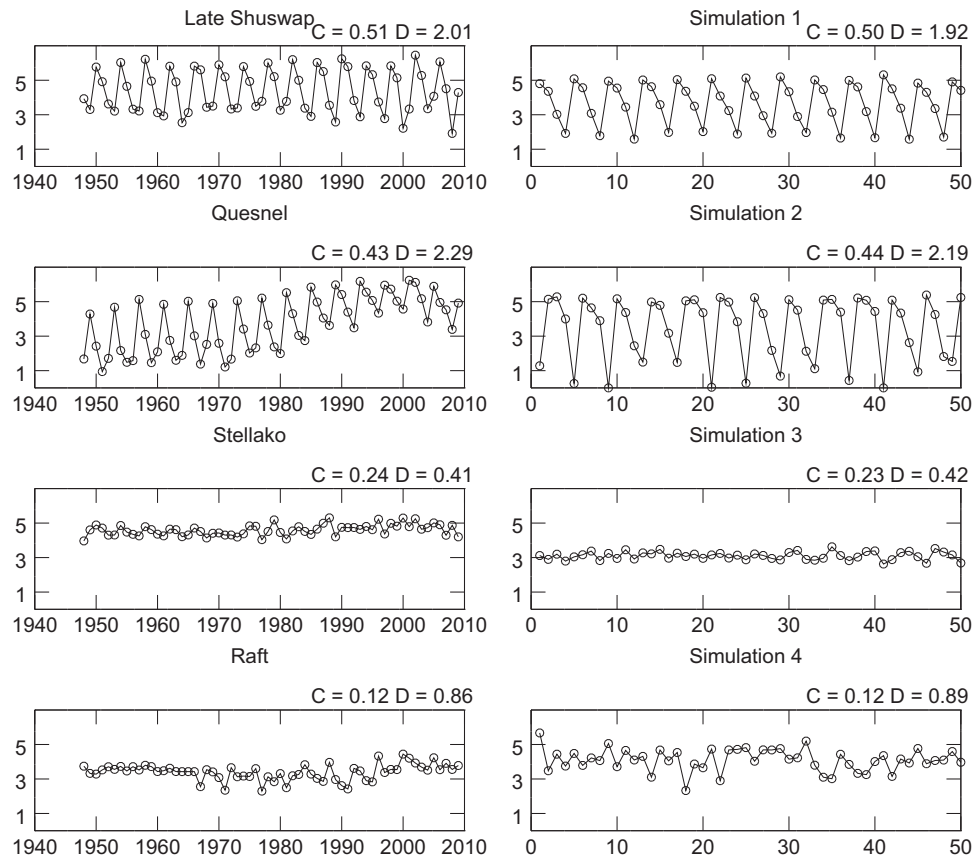 Late Shuswap
C = 0.51 D = 2.01
5
3
1
1940 1950 1960 1970 1980 1990 2000 2010
Simulation 1
C = 0.50 D = 1.92
5
3
1
0 10 20 30 40 50
Quesnel
C = 0.43 D = 2.29
5
3
1
1940 1950 1960 1970 1980 1990 2000 2010
Simulation 2
C = 0.44 D = 2.19
5
3
1
0 10 20 30 40 50
Stellako
C = 0.24 D = 0.41
5
3
1
1940 1950 1960 1970 1980 1990 2000 2010
Simulation 3
C = 0.23 D = 0.42
5
3
1
0 10 20 30 40 50
Raft
C = 0.12 D = 0.86
5
3
1
1940 1950 1960 1970 1980 1990 2000 2010
Simulation 4
C = 0.12 D = 0.89
5
3
1
0 10 20 30 40 50